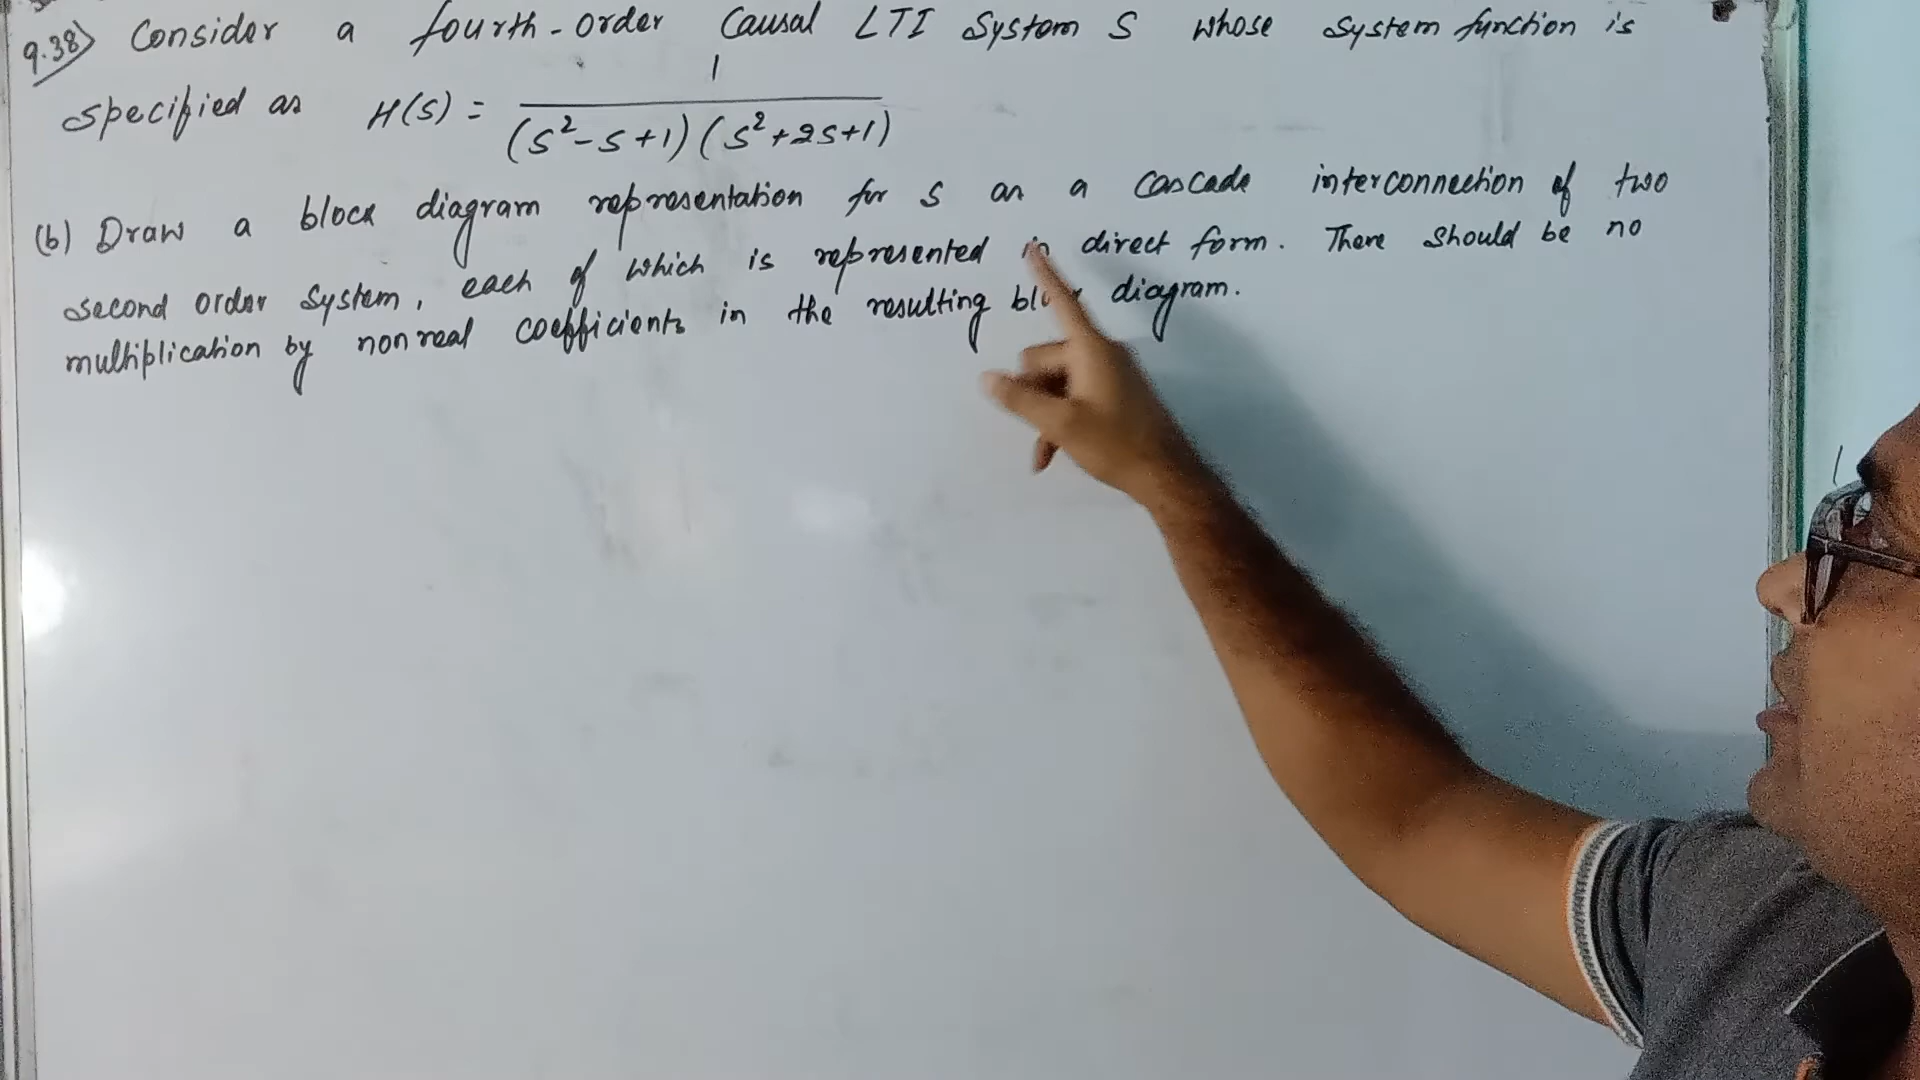 9.38) Consider a fourth-order Causal LTI System S whose system function is
specified as H(s) = 1 / (s²-s+1)(s²+2s+1)
(b) Draw a block diagram representation for S as a cascade interconnection of two
second order system, each of which is represented in direct form. There should be no
multiplication by nonreal coefficients in the resulting diagram.